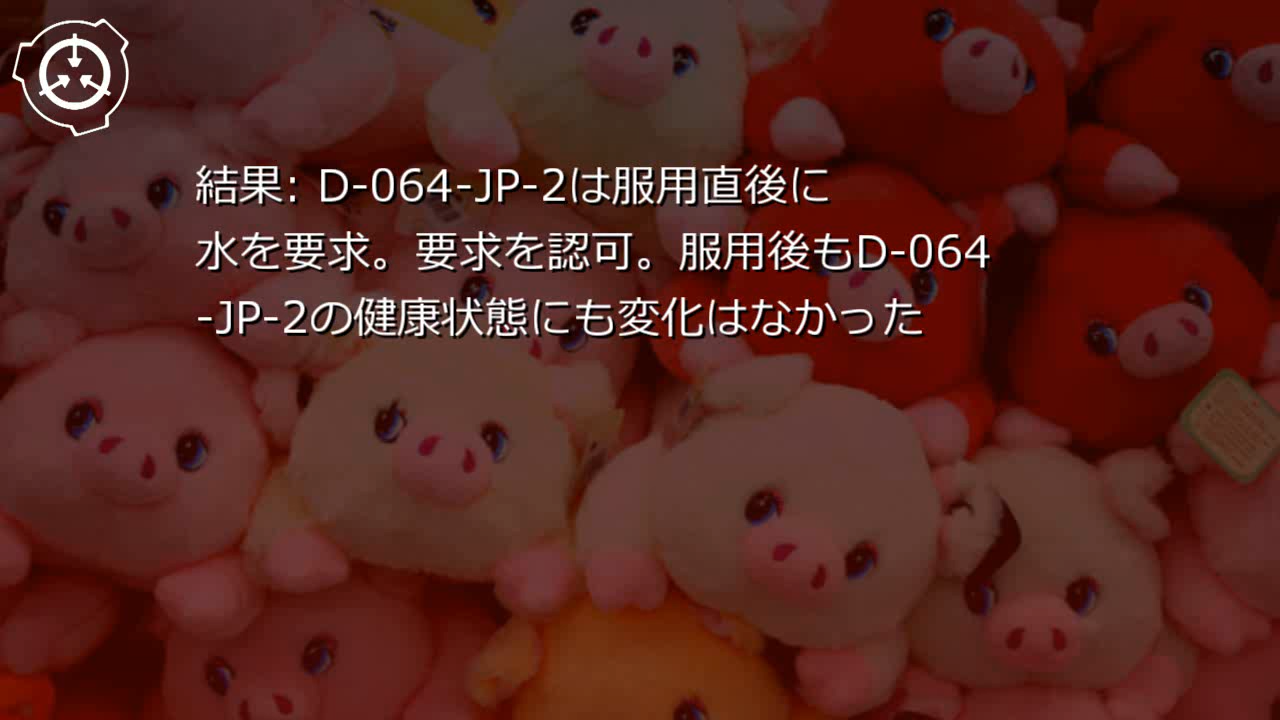 結果: D-064-JP-2は服用直後に
水を要求。要求を認可。服用後もD-064
-JP-2の健康状態にも変化はなかった